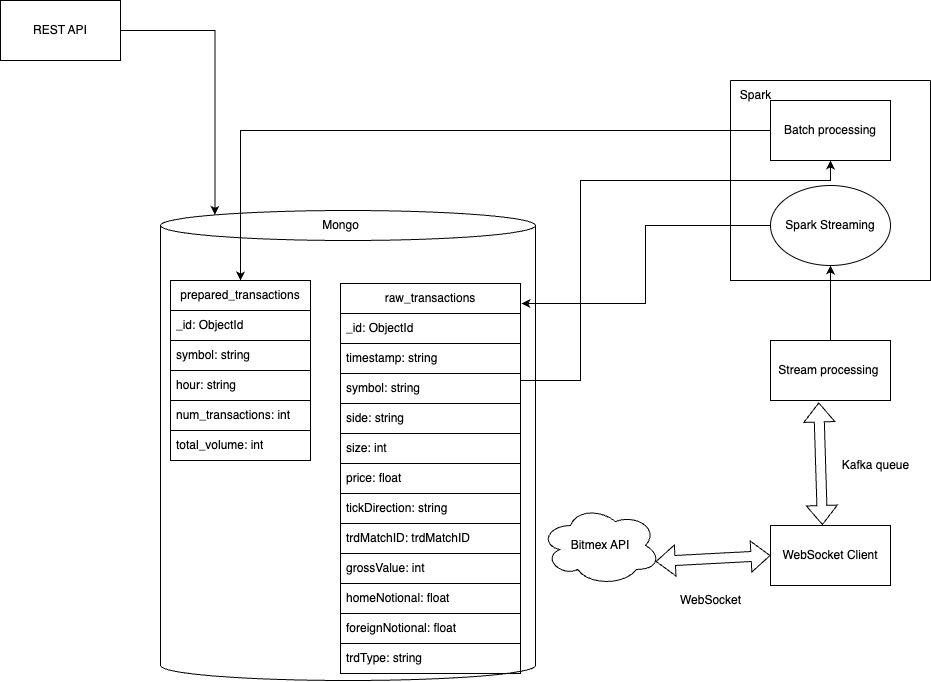 REST API
Spark
Batch processing
Spark Streaming
Mongo
prepared_transactions
_id: ObjectId
symbol: string
hour: string
num_transactions: int
total_volume: int
raw_transactions
_id: ObjectId
timestamp: string
symbol: string
side: string
size: int
price: float
tickDirection: string
trdMatchID: trdMatchID
grossValue: int
homeNotional: float
foreignNotional: float
trdType: string
Stream processing
Kafka queue
Bitmex API
WebSocket Client
WebSocket